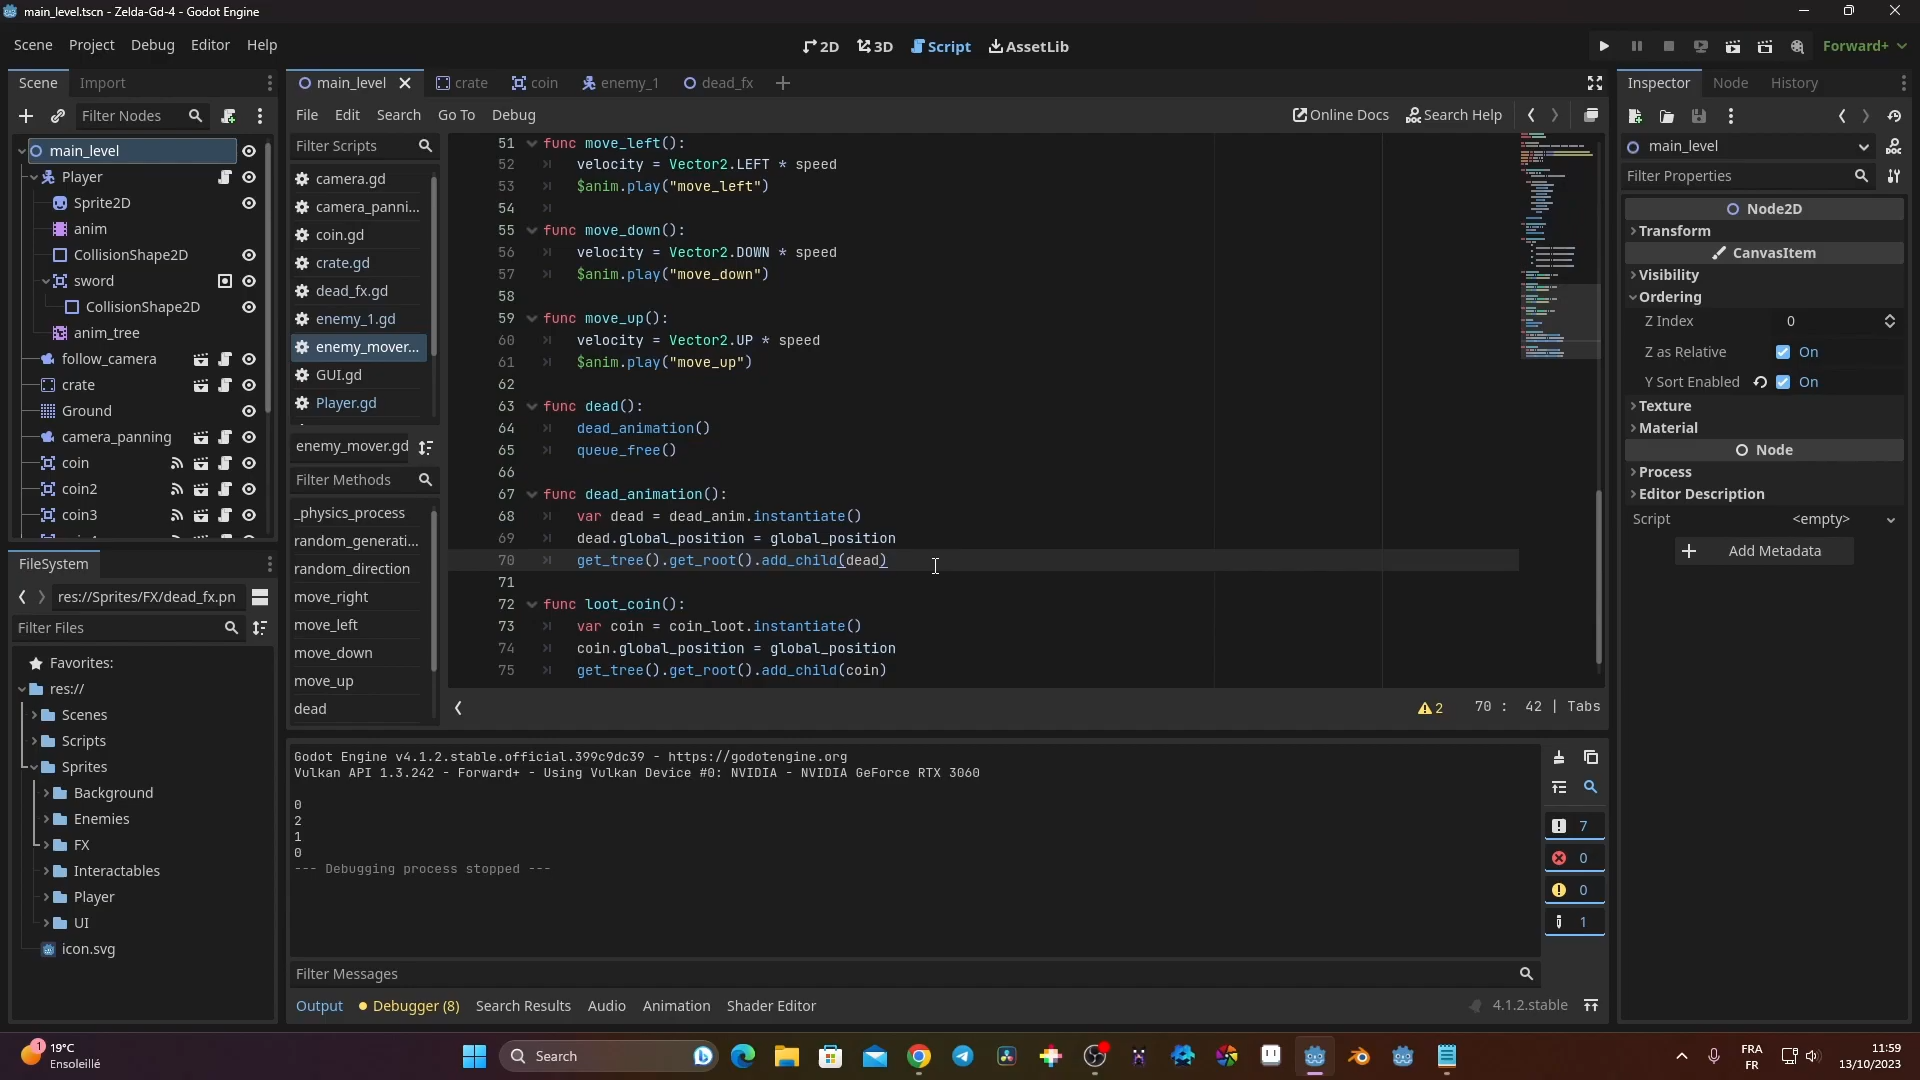 main_level.tscn - Zelda-Gd-4 - Godot Engine
Scene Project Debug Editor Help
2D 3D Script AssetLib
Forward+
Scene Import
Filter Nodes
main_level
Player
Sprite2D
anim
CollisionShape2D
sword
CollisionShape2D
anim_tree
follow_camera
crate
Ground
camera_panning
coin
coin2
coin3
FileSystem
res://Sprites/FX/dead_fx.pn
Filter Files
Favorites:
res://
Scenes
Scripts
Sprites
Background
Enemies
FX
Interactables
Player
UI
icon.svg
main_level crate coin enemy_1 dead_fx
File Edit Search Go To Debug
Online Docs Search Help
Filter Scripts
camera.gd
camera_panni...
coin.gd
crate.gd
dead_fx.gd
enemy_1.gd
enemy_mover...
GUI.gd
Player.gd
enemy_mover.gd
Filter Methods
_physics_process
random_generati...
random_direction
move_right
move_left
move_down
move_up
dead
51 func move_left():
52 velocity = Vector2.LEFT * speed
53 $anim.play("move_left")
54
55 func move_down():
56 velocity = Vector2.DOWN * speed
57 $anim.play("move_down")
58
59 func move_up():
60 velocity = Vector2.UP * speed
61 $anim.play("move_up")
62
63 func dead():
64 dead_animation()
65 queue_free()
66
67 func dead_animation():
68 var dead = dead_anim.instantiate()
69 dead.global_position = global_position
70 get_tree().get_root().add_child(dead)
71
72 func loot_coin():
73 var coin = coin_loot.instantiate()
74 coin.global_position = global_position
75 get_tree().get_root().add_child(coin)
2 70 : 42 | Tabs
Godot Engine v4.1.2.stable.official.399c9dc39 - https://godotengine.org
Vulkan API 1.3.242 - Forward+ - Using Vulkan Device #0: NVIDIA - NVIDIA GeForce RTX 3060
0
2
1
0
--- Debugging process stopped ---
7
0
0
1
Filter Messages
Output Debugger (8) Search Results Audio Animation Shader Editor
4.1.2.stable
Inspector Node History
main_level
Filter Properties
Node2D
Transform
CanvasItem
Visibility
Ordering
Z Index 0
Z as Relative On
Y Sort Enabled On
Texture
Material
Node
Process
Editor Description
Script <empty>
Add Metadata
1
19°C
Ensoleillé
Search
FRA
FR
11:59
13/10/2023